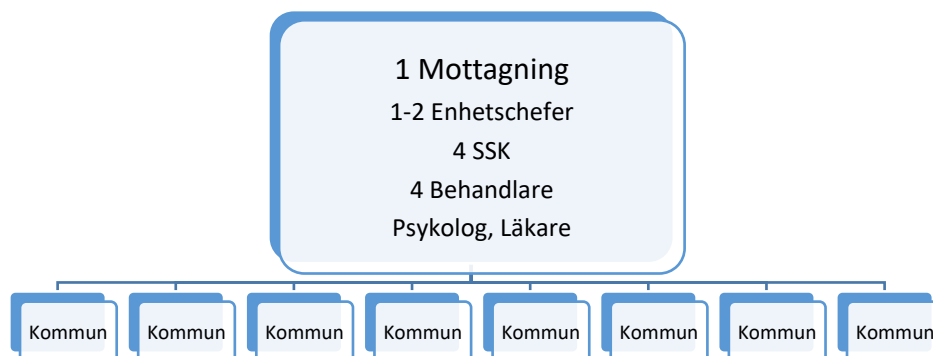 1 Mottagning
1-2 Enhetschefer
4 SSK
4 Behandlare
Psykolog, Läkare
Kommun Kommun Kommun Kommun Kommun Kommun Kommun Kommun